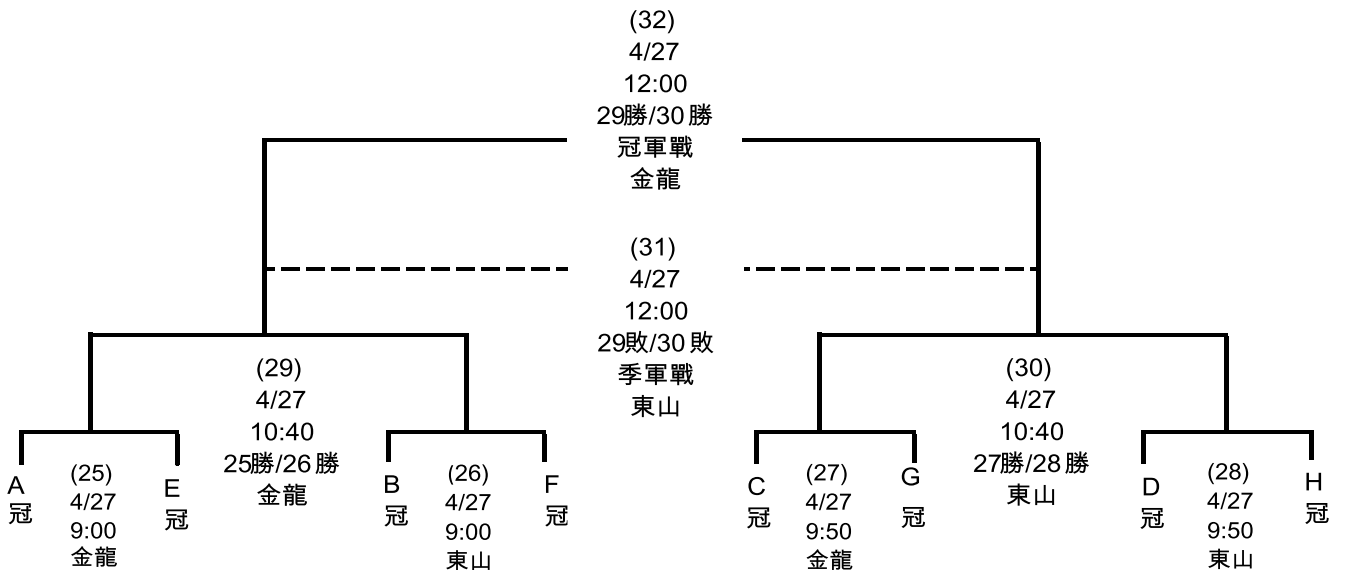 (32)
4/27
12:00
29勝/30勝
冠軍戰
金龍
(31)
4/27
12:00
29敗/30敗
季軍戰
東山
(29)
4/27
10:40
25勝/26勝
金龍
(30)
4/27
10:40
27勝/28勝
東山
A
冠
(25)
4/27
9:00
金龍
E
冠
B
冠
(26)
4/27
9:00
東山
F
冠
C
冠
(27)
4/27
9:50
金龍
G
冠
D
冠
(28)
4/27
9:50
東山
H
冠